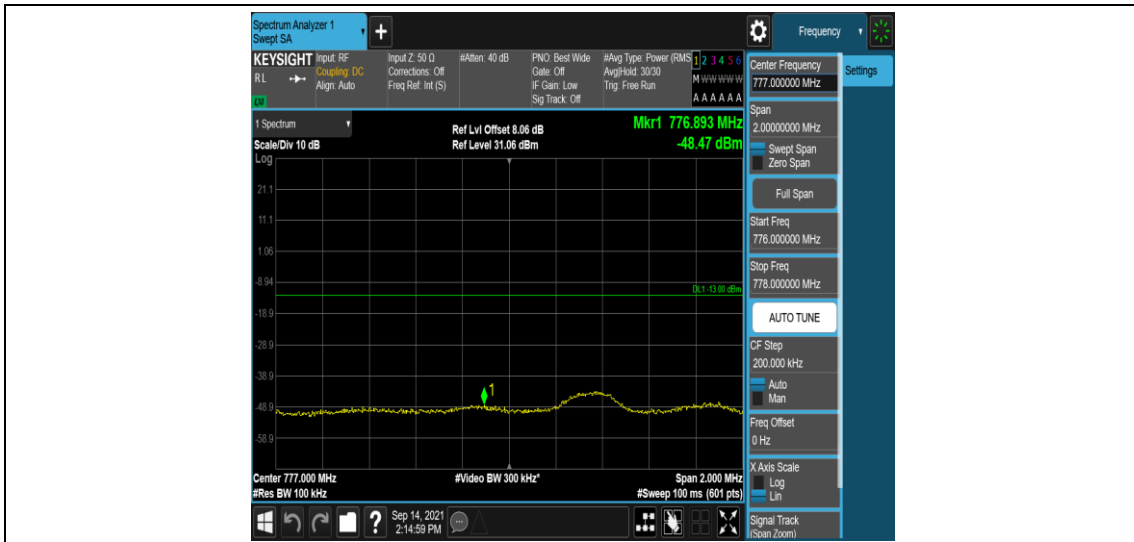 Spectrum Analyzer 1
Swept SA
+
Frequency
KEYSIGHT
RL
LXI
Input: RF
Coupling: DC
Align: Auto
Input Z: 50 Ω
Corrections: Off
Freq Ref: Int (S)
#Atten: 40 dB
PNO: Best Wide
Gate: Off
IF Gain: Low
Sig Track: Off
#Avg Type: Power (RMS
Avg|Hold: 30/30
Trig: Free Run
1 2 3 4 5 6
M W W W W W
A A A A A A
1 Spectrum
Scale/Div 10 dB
Log
Ref Lvl Offset 8.06 dB
Ref Level 31.06 dBm
Mkr1 776.893 MHz
-48.47 dBm
21.1
11.1
1.06
-8.94
DL1 -13.00 dBm
-18.9
-28.9
-38.9
1
-48.9
-58.9
Center 777.000 MHz
#Video BW 300 kHz*
Span 2.000 MHz
#Res BW 100 kHz
#Sweep 100 ms (601 pts)
?
Sep 14, 2021
2:14:59 PM
Center Frequency
777.000000 MHz
Settings
Span
2.00000000 MHz
Swept Span
Zero Span
Full Span
Start Freq
776.000000 MHz
Stop Freq
778.000000 MHz
AUTO TUNE
CF Step
200.000 kHz
Auto
Man
Freq Offset
0 Hz
X Axis Scale
Log
Lin
Signal Track
(Span Zoom)